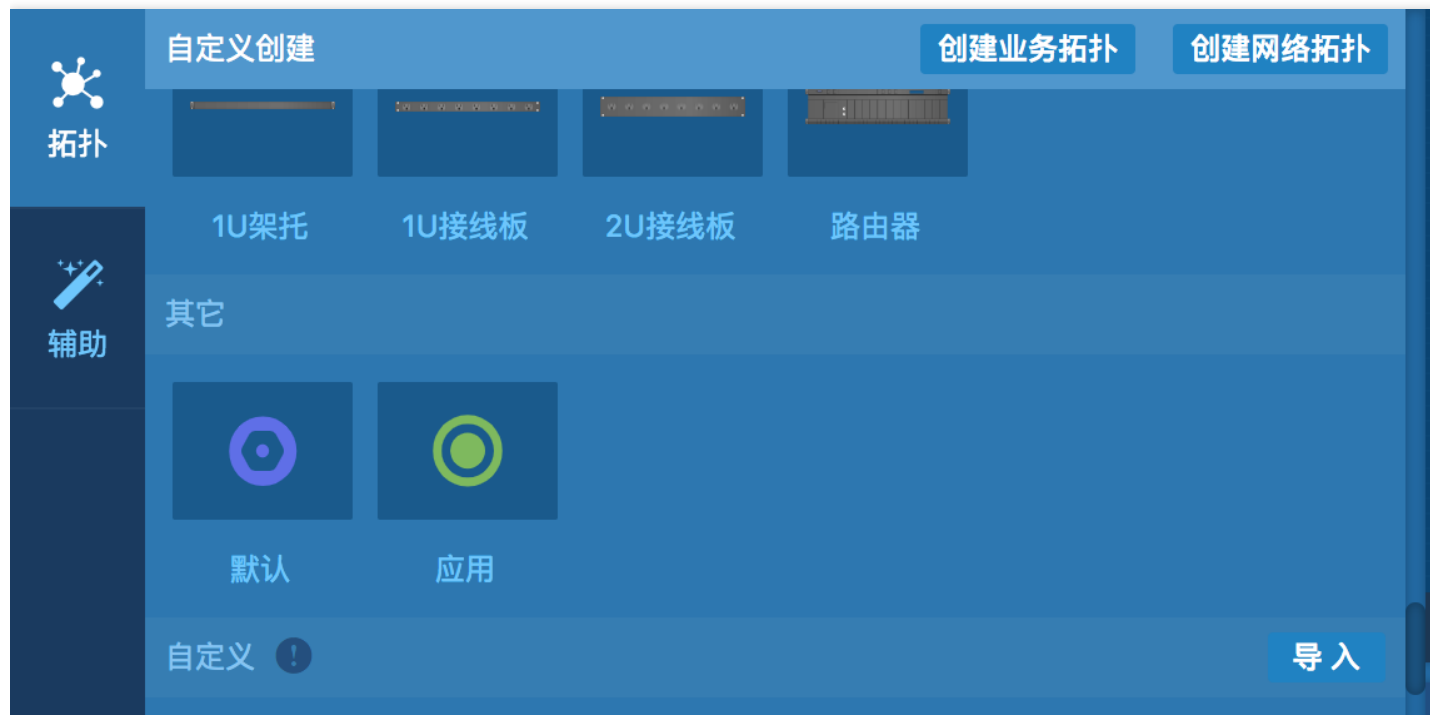 自定义创建
创建业务拓扑
创建网络拓扑
拓扑
辅助
1U架托
1U接线板
2U接线板
路由器
其它
默认
应用
自定义 !
导入